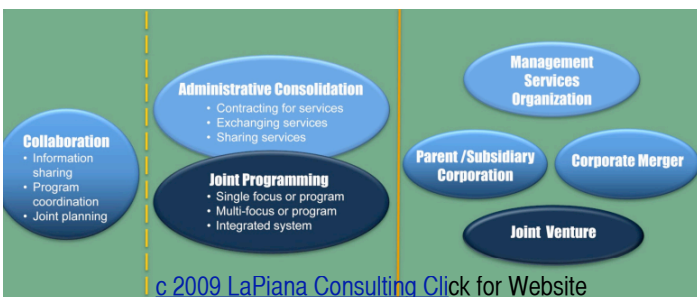 Collaboration
• Information
sharing
• Program
coordination
• Joint planning
Administrative Consolidation
• Contracting for services
• Exchanging services
• Sharing services
Joint Programming
• Single focus or program
• Multi-focus or program
• Integrated system
Management
Services
Organization
Parent /Subsidiary
Corporation
Corporate Merger
Joint Venture
c 2009 LaPiana Consulting Click for Website